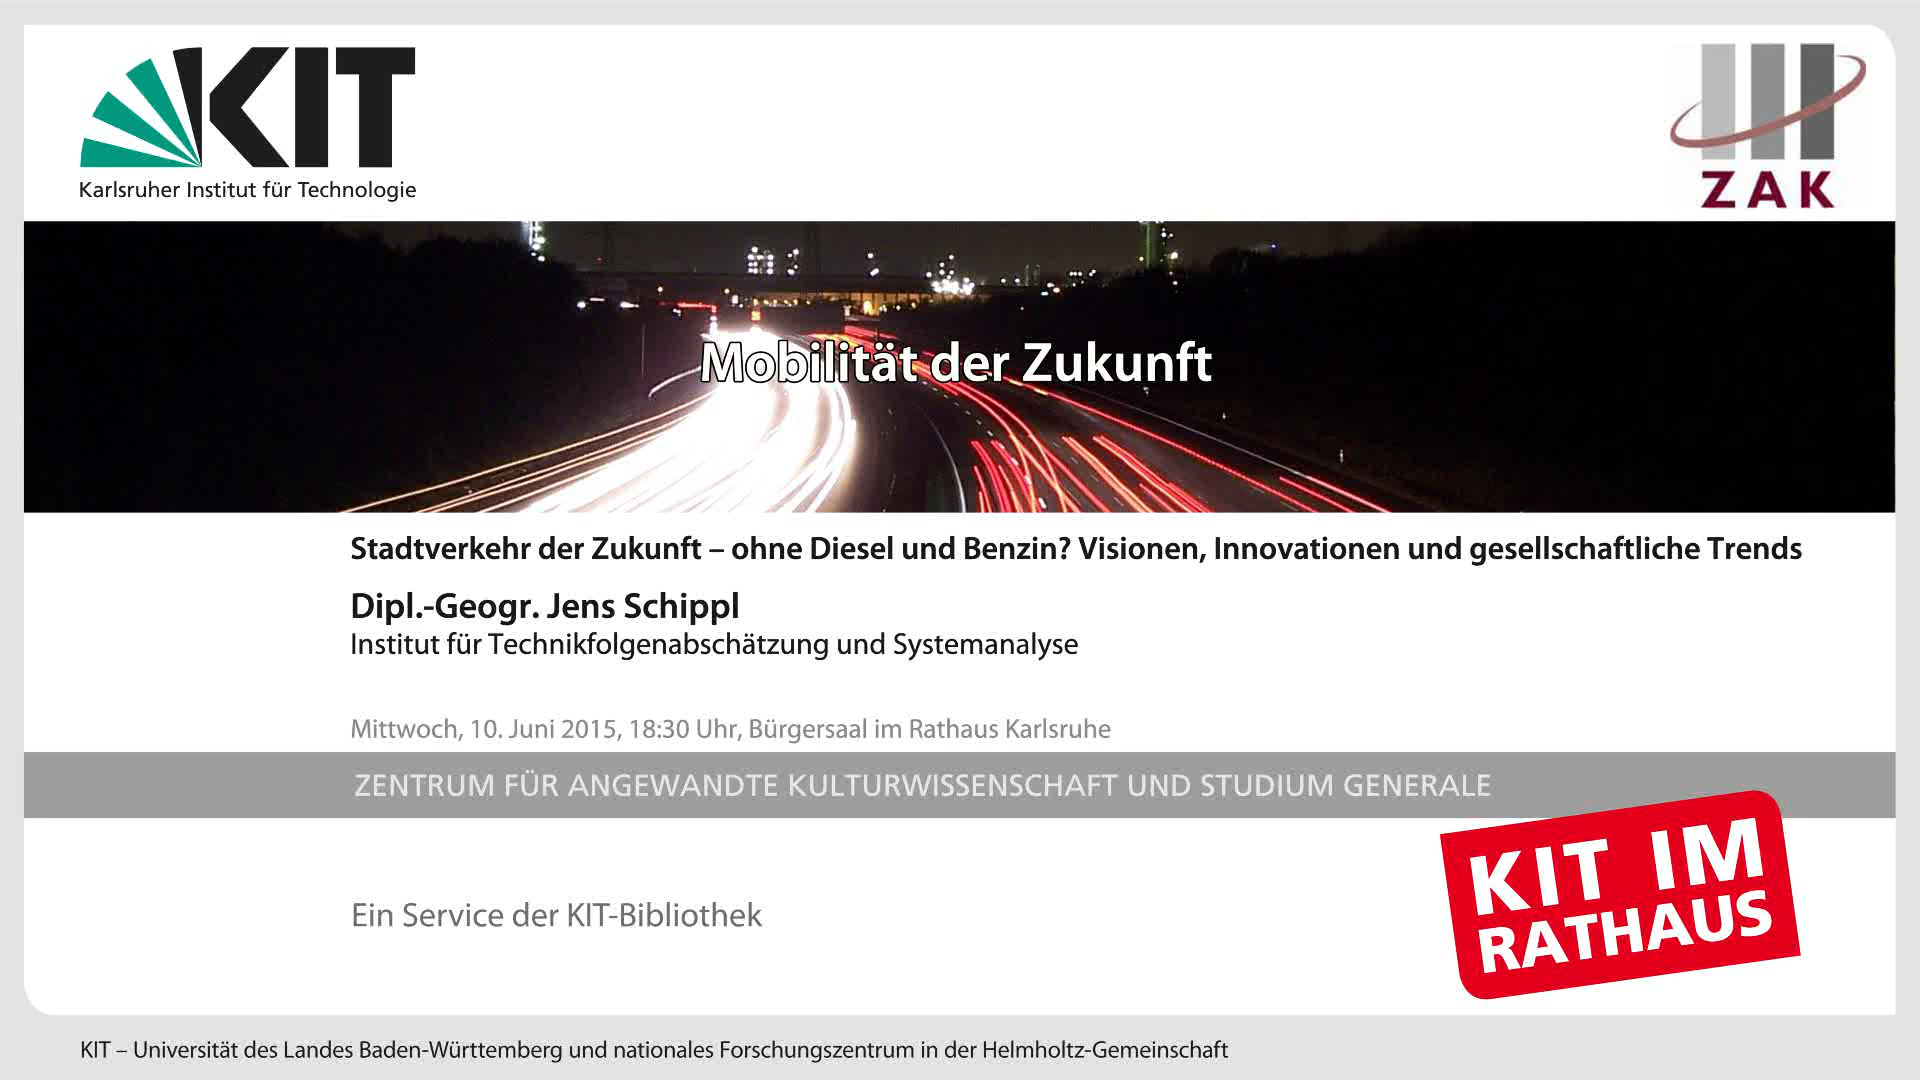 KIT
Karlsruher Institut für Technologie
ZAK
Mobilität der Zukunft
Stadtverkehr der Zukunft – ohne Diesel und Benzin? Visionen, Innovationen und gesellschaftliche Trends
Dipl.-Geogr. Jens Schippl
Institut für Technikfolgenabschätzung und Systemanalyse
Mittwoch, 10. Juni 2015, 18:30 Uhr, Bürgersaal im Rathaus Karlsruhe
ZENTRUM FÜR ANGEWANDTE KULTURWISSENSCHAFT UND STUDIUM GENERALE
KIT IM
RATHAUS
Ein Service der KIT-Bibliothek
KIT – Universität des Landes Baden-Württemberg und nationales Forschungszentrum in der Helmholtz-Gemeinschaft